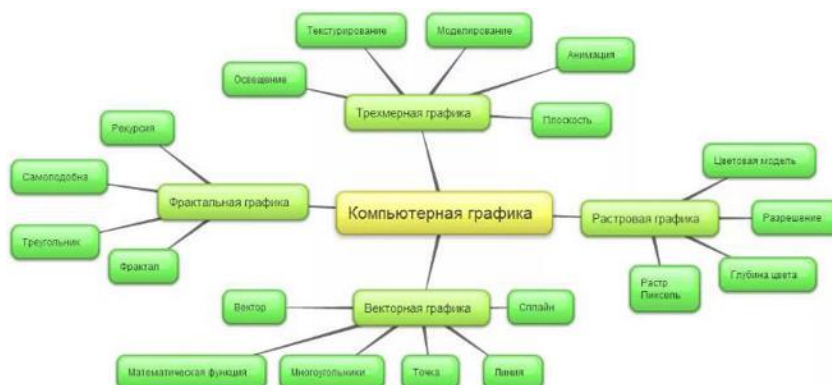 Текстурирование
Моделирование
Анимация
Освещение
Трехмерная графика
Плоскость
Рекурсия
Самоподобна
Фрактальная графика
Треугольник
Фрактал
Компьютерная графика
Цветовая модель
Растровая графика
Разрешение
Глубина цвета
Растр
Пиксель
Вектор
Векторная графика
Сплайн
Математическая функция
Многоугольники
Точка
Линия